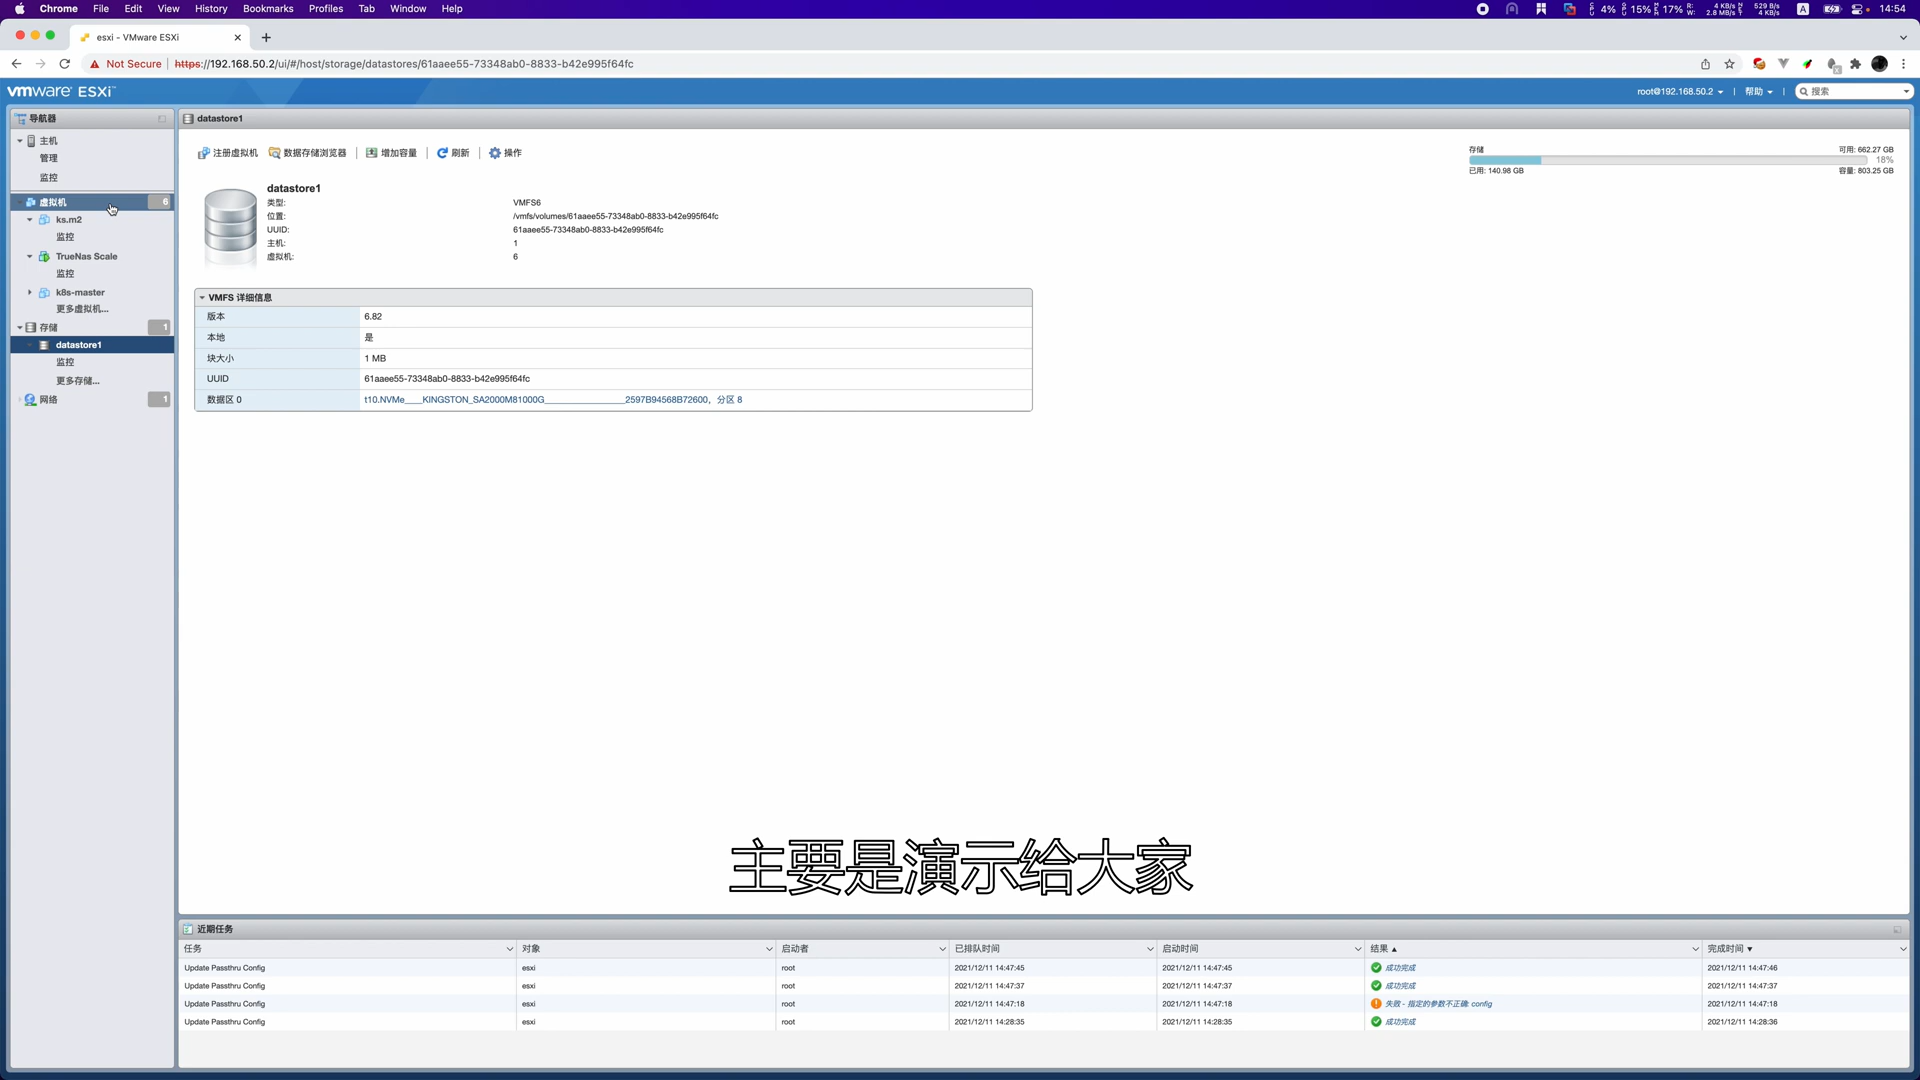 Chrome File Edit View History Bookmarks Profiles Tab Window Help
4% 15% 17% 4 KB/s 2.8 MB/s 529 B/s 4 KB/s A 14:54
esxi - VMware ESXi
Not Secure https://192.168.50.2/ui/#/host/storage/datastores/61aaee55-73348ab0-8833-b42e995f64fc
vmware ESXi
root@192.168.50.2 | 帮助 | 搜索
导航器
主机
管理
监控
虚拟机 6
ks.m2
监控
TrueNas Scale
监控
k8s-master
更多虚拟机...
存储 1
datastore1
监控
更多存储...
网络 1
datastore1
注册虚拟机 数据存储浏览器 | 增加容量 | 刷新 | 操作
存储 可用: 662.27 GB
18%
已用: 140.98 GB 容量: 803.25 GB
datastore1
类型: VMFS6
位置: /vmfs/volumes/61aaee55-73348ab0-8833-b42e995f64fc
UUID: 61aaee55-73348ab0-8833-b42e995f64fc
主机: 1
虚拟机: 6
VMFS 详细信息
版本 6.82
本地 是
块大小 1 MB
UUID 61aaee55-73348ab0-8833-b42e995f64fc
数据区 0 t10.NVMe____KINGSTON_SA2000M81000G__________________2597B94568B72600，分区 8
主要是演示给大家
近期任务
任务 对象 启动者 已排队时间 启动时间 结果 ▲ 完成时间 ▼
Update Passthru Config esxi root 2021/12/11 14:47:45 2021/12/11 14:47:45 成功完成 2021/12/11 14:47:46
Update Passthru Config esxi root 2021/12/11 14:47:37 2021/12/11 14:47:37 成功完成 2021/12/11 14:47:37
Update Passthru Config esxi root 2021/12/11 14:47:18 2021/12/11 14:47:18 失败 - 指定的参数不正确: config 2021/12/11 14:47:18
Update Passthru Config esxi root 2021/12/11 14:28:35 2021/12/11 14:28:35 成功完成 2021/12/11 14:28:36